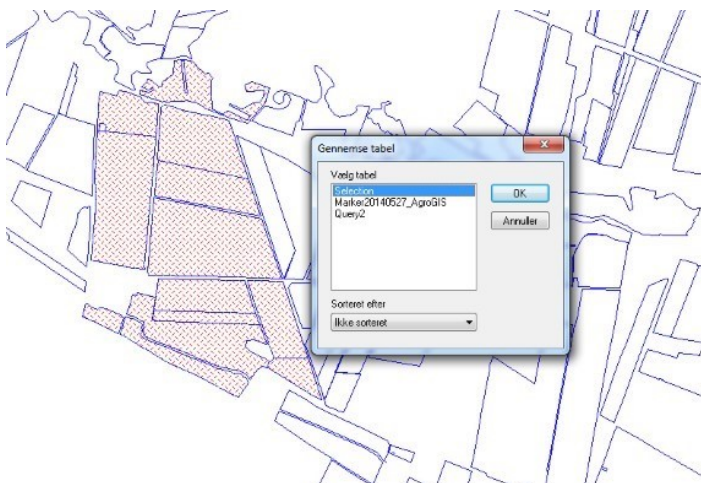 Gennemse tabel
Vælg tabel
Selection
Marker20140527_AgroGIS
Query2
OK
Annuller
Sorteret efter
Ikke sorteret